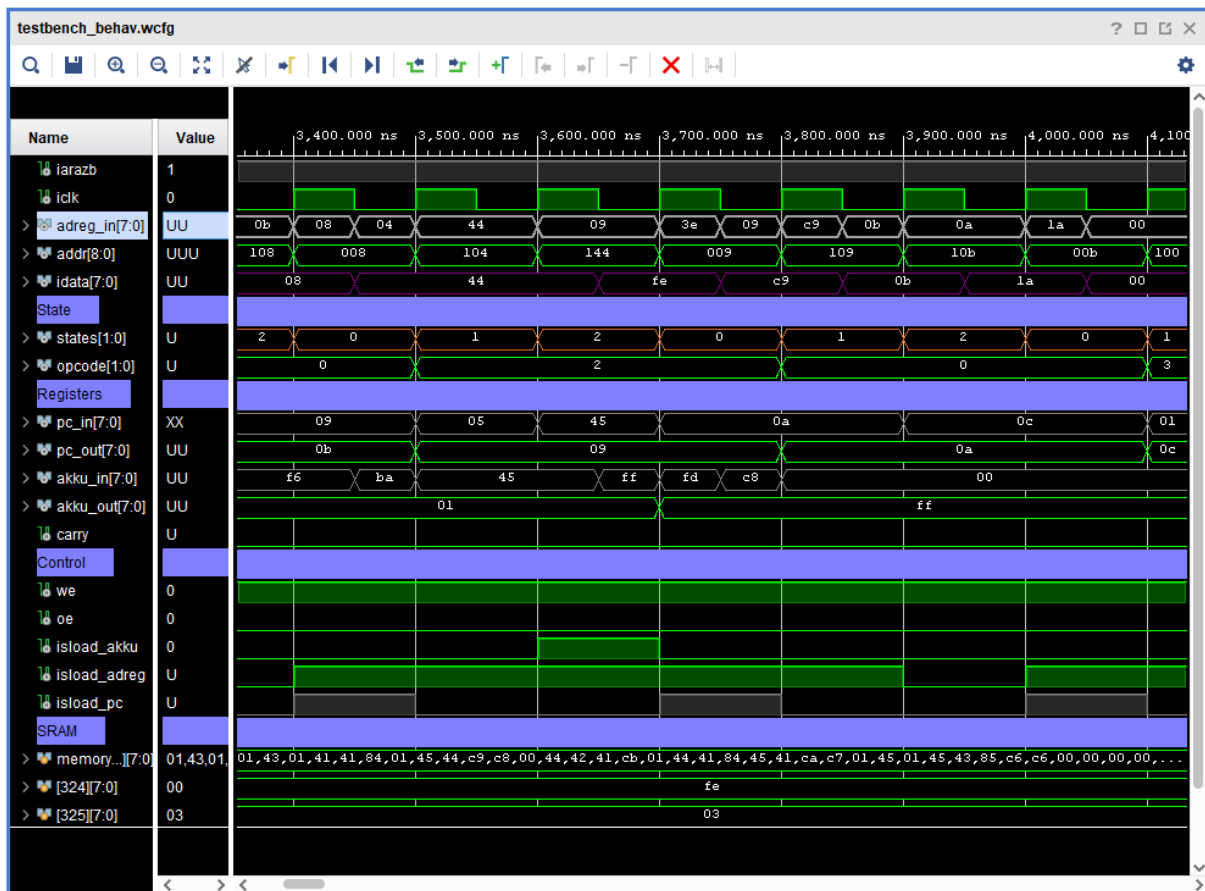 testbench_behav.wcfg
Name Value 3,400.000 ns 3,500.000 ns 3,600.000 ns 3,700.000 ns 3,800.000 ns 3,900.000 ns 4,000.000 ns 4,100
iarazb 1
iclk 0
adreg_in[7:0] UU 0b 08 04 44 09 3e 09 c9 0b 0a 1a 00
addr[8:0] UUU 108 008 104 144 009 109 10b 00b 100
idata[7:0] UU 08 44 fe c9 0b 1a 00
State
states[1:0] U 2 0 1 2 0 1 2 0 1
opcode[1:0] U 0 2 0 3
Registers
pc_in[7:0] XX 09 05 45 0a 0c 01
pc_out[7:0] UU 0b 09 0a 0c
akku_in[7:0] UU f6 ba 45 ff fd c8 00
akku_out[7:0] UU 01 ff
carry U
Control
we 0
oe 0
isload_akku 0
isload_adreg U
isload_pc U
SRAM
memory...][7:0] 01,43,01, 01,43,01,41,41,84,01,45,44,c9,c8,00,44,42,41,cb,01,44,41,84,45,41,ca,c7,01,45,01,45,43,85,c6,c6,00,00,00,00,...
[324][7:0] 00 fe
[325][7:0] 03 03